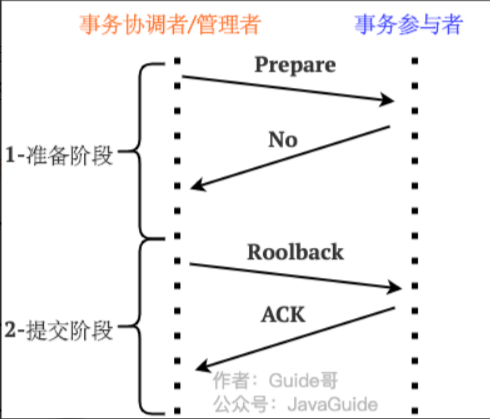 事务协调者/管理者
事务参与者
Prepare
No
1-准备阶段
Roolback
ACK
2-提交阶段
作者：Guide哥
公众号：JavaGuide